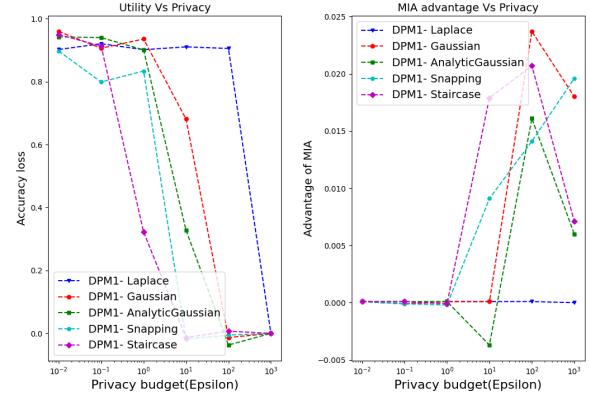 Utility Vs Privacy
1.0
0.8
0.6
0.4
0.2
0.0
Accuracy loss
DPM1- Laplace
DPM1- Gaussian
DPM1- AnalyticGaussian
DPM1- Snapping
DPM1- Staircase
10⁻² 10⁻¹ 10⁰ 10¹ 10² 10³
Privacy budget(Epsilon)
MIA advantage Vs Privacy
0.025
0.020
0.015
0.010
0.005
0.000
−0.005
Advantage of MIA
DPM1- Laplace
DPM1- Gaussian
DPM1- AnalyticGaussian
DPM1- Snapping
DPM1- Staircase
10⁻² 10⁻¹ 10⁰ 10¹ 10² 10³
Privacy budget(Epsilon)